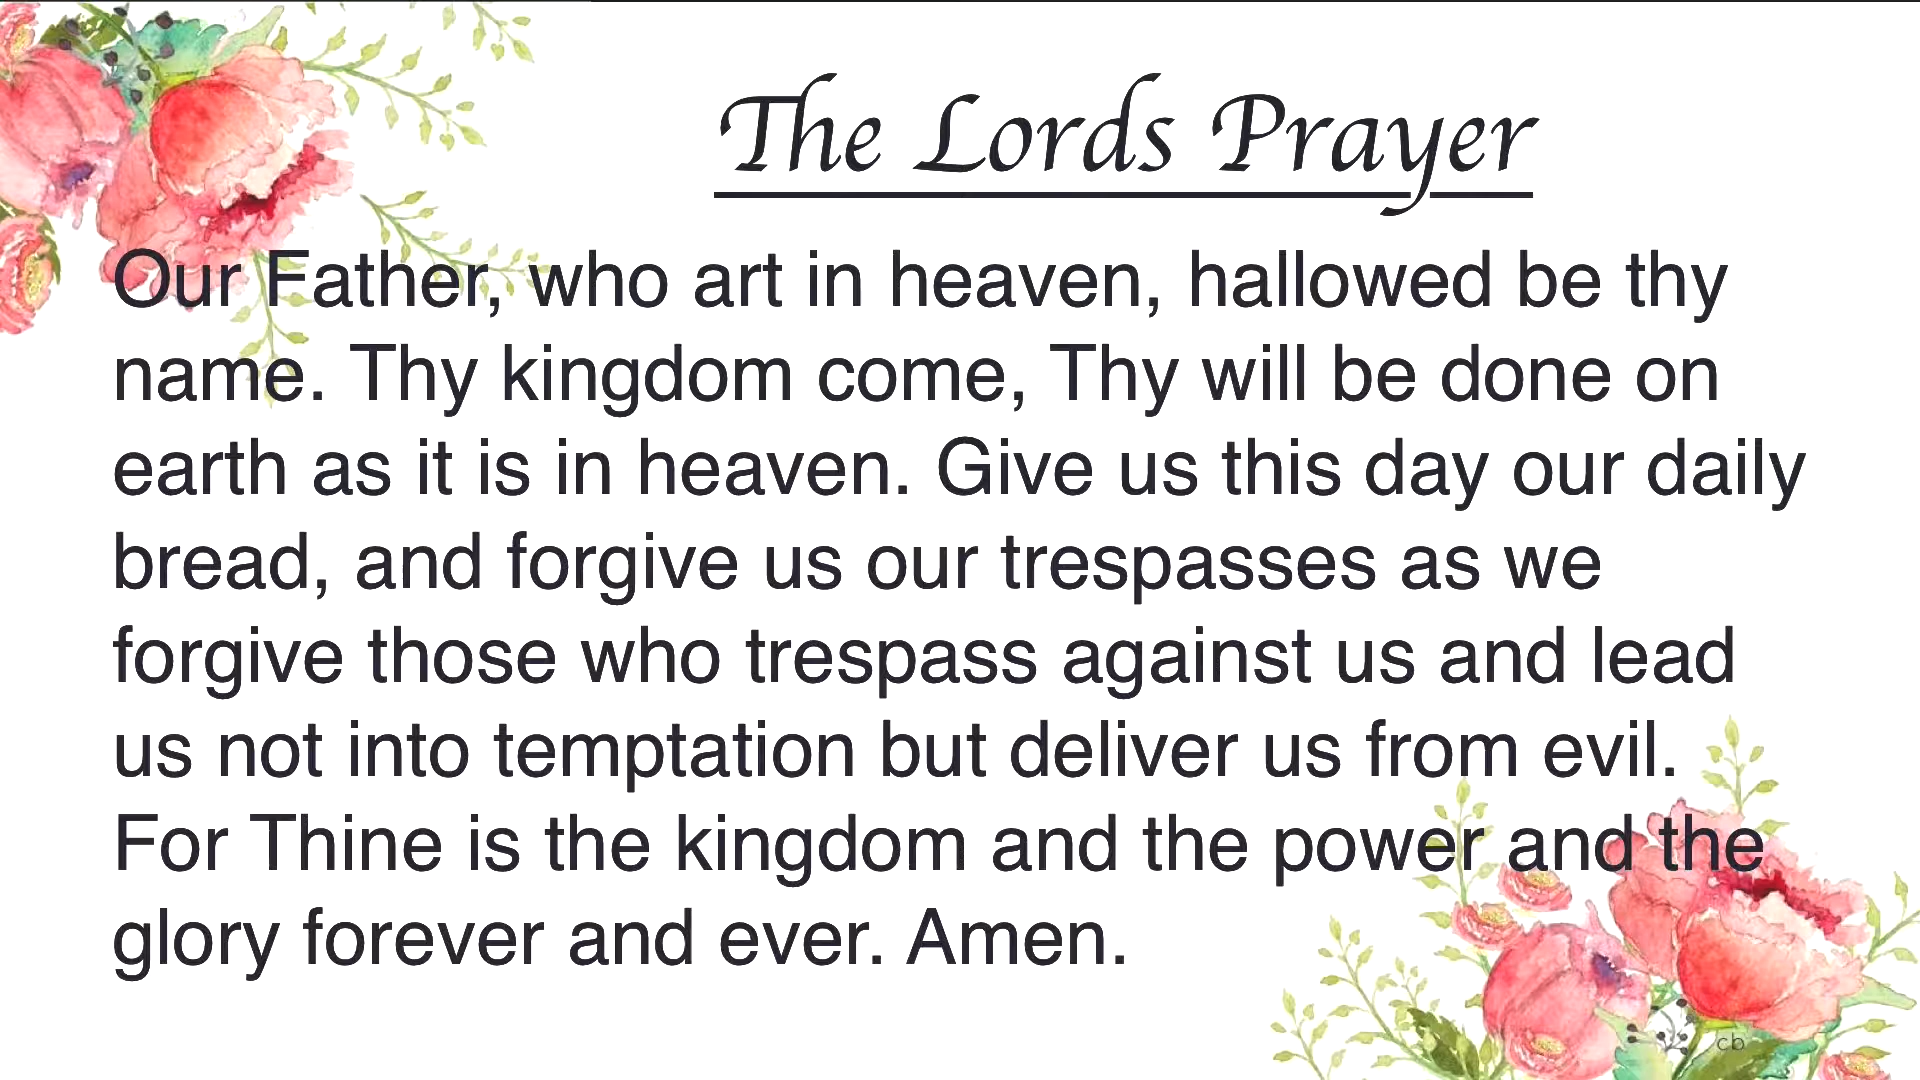 The Lords Prayer
Our Father, who art in heaven, hallowed be thy
name. Thy kingdom come, Thy will be done on
earth as it is in heaven. Give us this day our daily
bread, and forgive us our trespasses as we
forgive those who trespass against us and lead
us not into temptation but deliver us from evil.
For Thine is the kingdom and the power and the
glory forever and ever. Amen.
cb